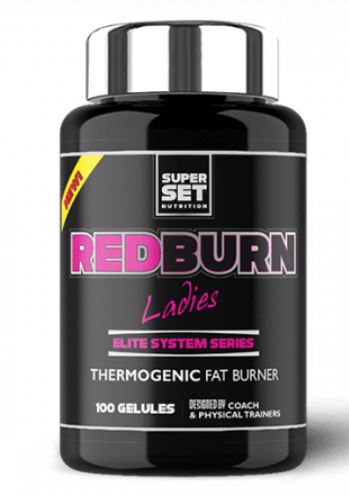 SUPER
SET
NUTRITION
NEW!
REDBURN
Ladies
ELITE SYSTEM SERIES
THERMOGENIC FAT BURNER
100 GELULES
DESIGNED BY COACH
& PHYSICAL TRAINERS